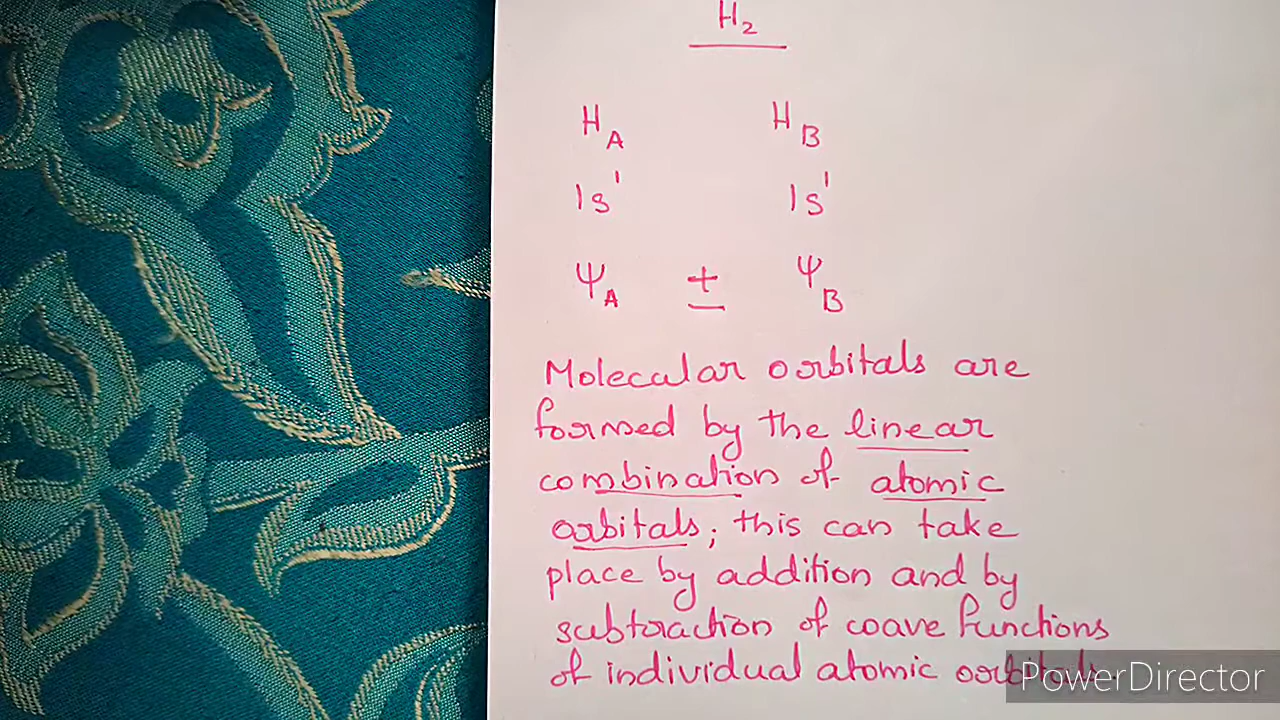 H₂
H_A H_B
1s¹ 1s¹
Ψ_A ± Ψ_B
Molecular orbitals are
formed by the linear
combination of atomic
orbitals; this can take
place by addition and by
subtraction of wave functions
of individual atomic orbitals.
PowerDirector